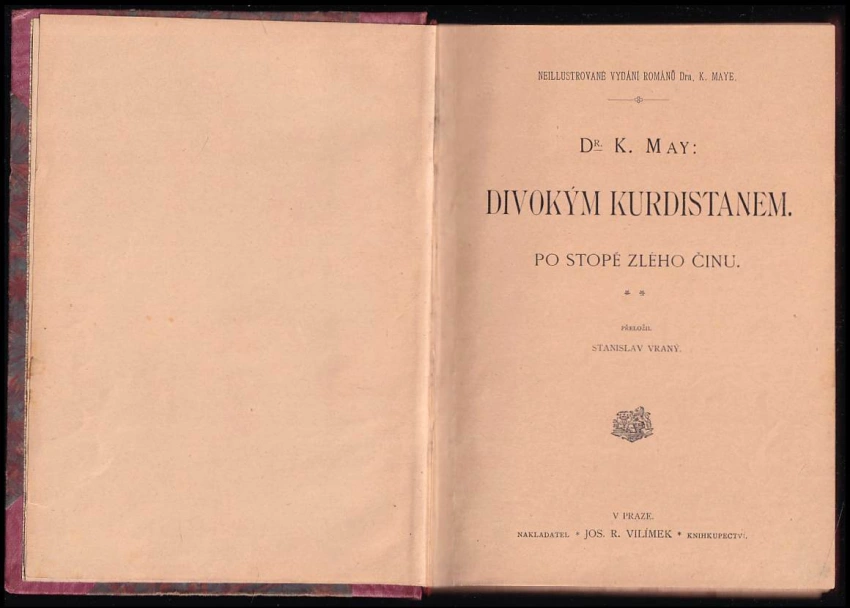 NEILLUSTROVANÉ VYDÁNÍ ROMÁNŮ Dra. K. MAYE.
DR. K. MAY:
DIVOKÝM KURDISTANEM.
PO STOPĚ ZLÉHO ČINU.
* *
PŘELOŽIL
STANISLAV VRANÝ.
V PRAZE.
NAKLADATEL * JOS. R. VILÍMEK * KNIHKUPECTVÍ.